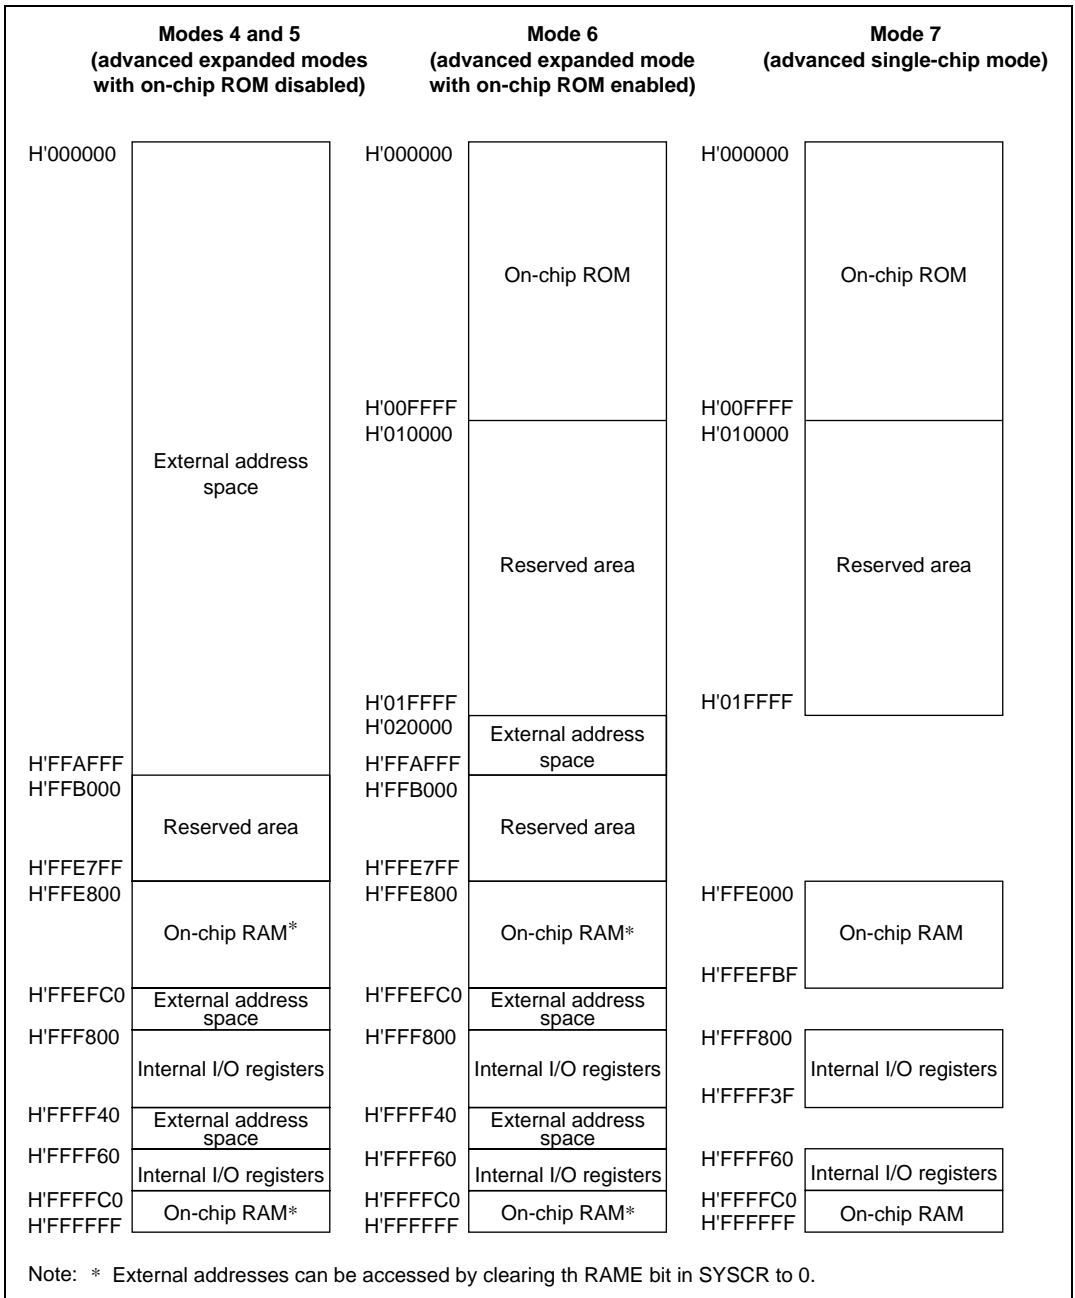 Modes 4 and 5
(advanced expanded modes
with on-chip ROM disabled)
Mode 6
(advanced expanded mode
with on-chip ROM enabled)
Mode 7
(advanced single-chip mode)
H'000000
External address
space
H'FFAFFF
H'FFB000
Reserved area
H'FFE7FF
H'FFE800
On-chip RAM*
H'FFEFC0
External address
space
H'FFF800
Internal I/O registers
H'FFFF40
External address
space
H'FFFF60
Internal I/O registers
H'FFFFC0
On-chip RAM*
H'FFFFFF
H'000000
On-chip ROM
H'00FFFF
H'010000
Reserved area
H'01FFFF
H'020000
External address
space
H'FFAFFF
H'FFB000
Reserved area
H'FFE7FF
H'FFE800
On-chip RAM*
H'FFEFC0
External address
space
H'FFF800
Internal I/O registers
H'FFFF40
External address
space
H'FFFF60
Internal I/O registers
H'FFFFC0
On-chip RAM*
H'FFFFFF
H'000000
On-chip ROM
H'00FFFF
H'010000
Reserved area
H'01FFFF
H'FFE000
On-chip RAM
H'FFEFBF
H'FFF800
Internal I/O registers
H'FFFF3F
H'FFFF60
Internal I/O registers
H'FFFFC0
On-chip RAM
H'FFFFFF
Note: * External addresses can be accessed by clearing th RAME bit in SYSCR to 0.